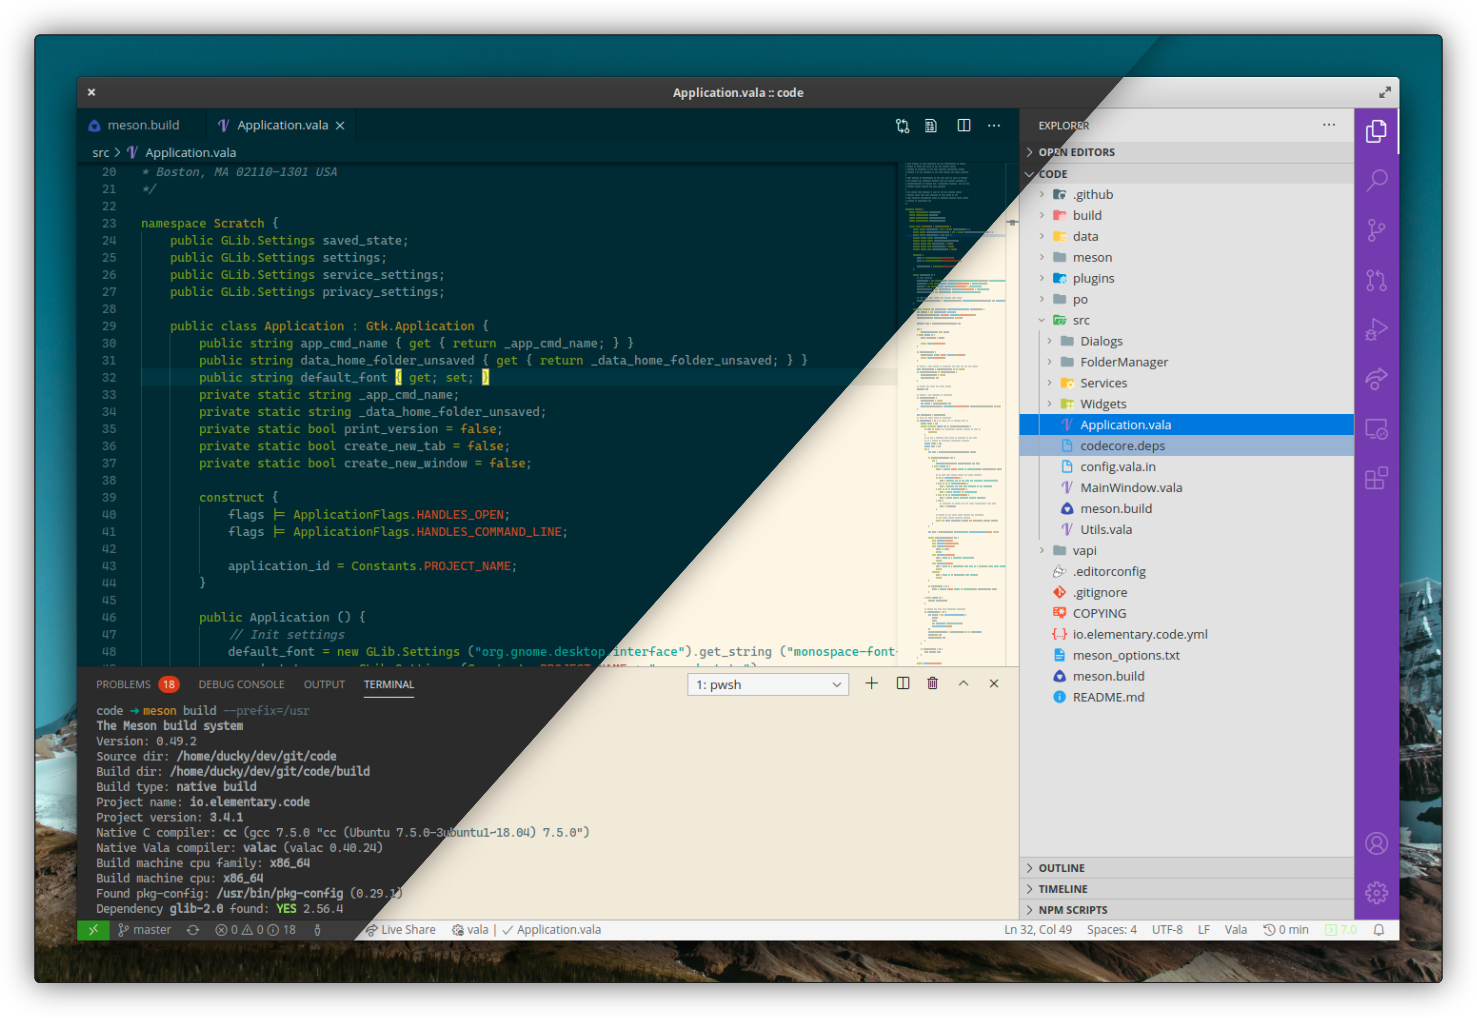 Application.vala :: code
meson.build
Application.vala
src
Application.vala
20 * Boston, MA 02110-1301 USA
21 */
22
23 namespace Scratch {
24 public GLib.Settings saved_state;
25 public GLib.Settings settings;
26 public GLib.Settings service_settings;
27 public GLib.Settings privacy_settings;
28
29 public class Application : Gtk.Application {
30 public string app_cmd_name { get { return _app_cmd_name; } }
31 public string data_home_folder_unsaved { get { return _data_home_folder_unsaved; } }
32 public string default_font { get; set; }
33 private static string _app_cmd_name;
34 private static string _data_home_folder_unsaved;
35 private static bool print_version = false;
36 private static bool create_new_tab = false;
37 private static bool create_new_window = false;
38
39 construct {
40 flags |= ApplicationFlags.HANDLES_OPEN;
41 flags |= ApplicationFlags.HANDLES_COMMAND_LINE;
42
43 application_id = Constants.PROJECT_NAME;
44 }
45
46 public Application () {
47 // Init settings
48 default_font = new GLib.Settings ("org.gnome.desktop.interface").get_string ("monospace-font-
PROBLEMS 18 DEBUG CONSOLE OUTPUT TERMINAL
1: pwsh
code → meson build --prefix=/usr
The Meson build system
Version: 0.49.2
Source dir: /home/ducky/dev/git/code
Build dir: /home/ducky/dev/git/code/build
Build type: native build
Project name: io.elementary.code
Project version: 3.4.1
Native C compiler: cc (gcc 7.5.0 "cc (Ubuntu 7.5.0-3ubuntu1~18.04) 7.5.0")
Native Vala compiler: valac (valac 0.40.24)
Build machine cpu family: x86_64
Build machine cpu: x86_64
Found pkg-config: /usr/bin/pkg-config (0.29.1)
Dependency glib-2.0 found: YES 2.56.4
EXPLORER
OPEN EDITORS
CODE
.github
build
data
meson
plugins
po
src
Dialogs
FolderManager
Services
Widgets
Application.vala
codecore.deps
config.vala.in
MainWindow.vala
meson.build
Utils.vala
vapi
.editorconfig
.gitignore
COPYING
io.elementary.code.yml
meson_options.txt
meson.build
README.md
OUTLINE
TIMELINE
NPM SCRIPTS
master 0 0 18 Live Share vala | Application.vala Ln 32, Col 49 Spaces: 4 UTF-8 LF Vala 0 min 7.0